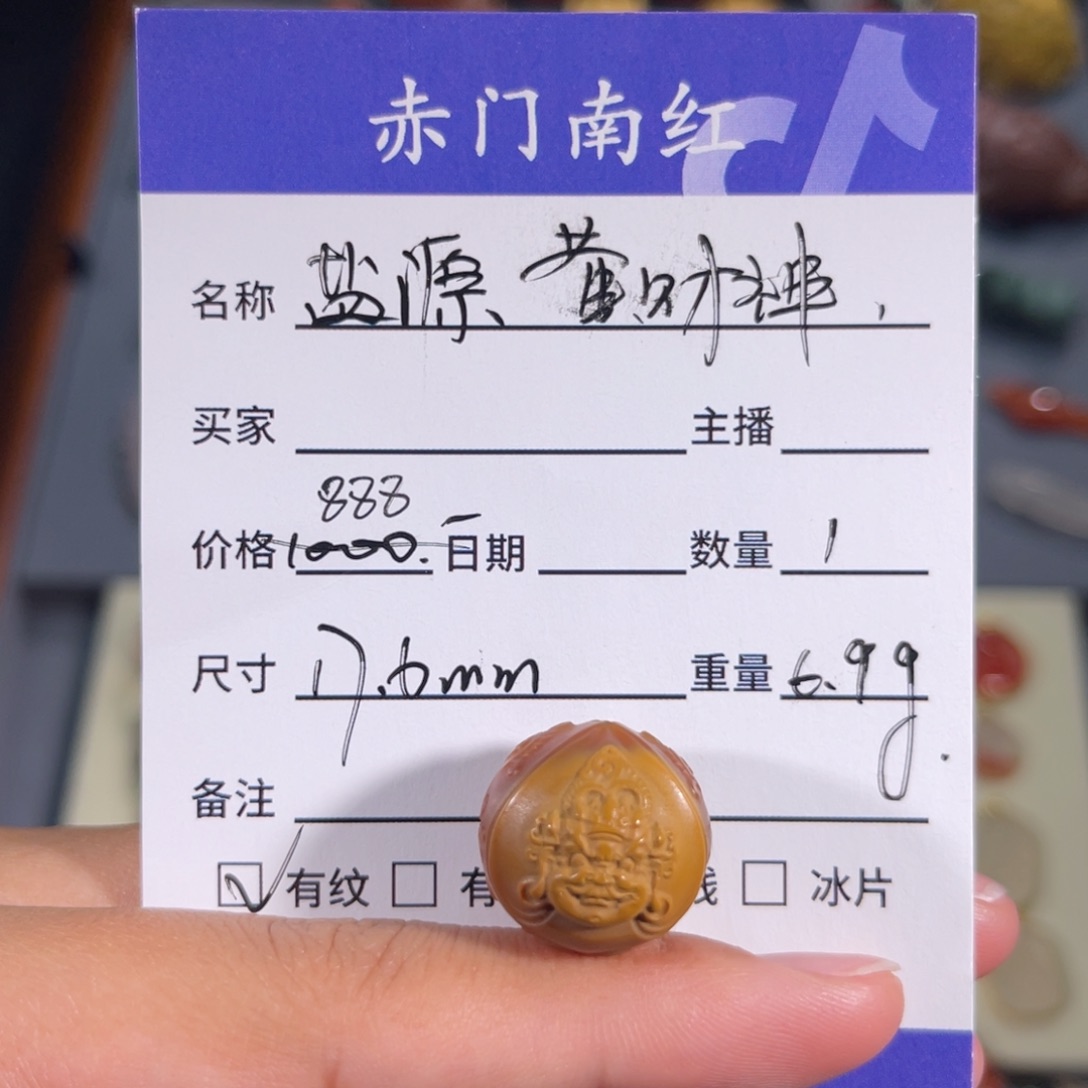 赤门南红
名称 盐源 黄财神
买家 主播
888
价格 1000. 日期 数量 1
尺寸 17.6mm 重量 6.9g.
备注
有纹 有 冰片